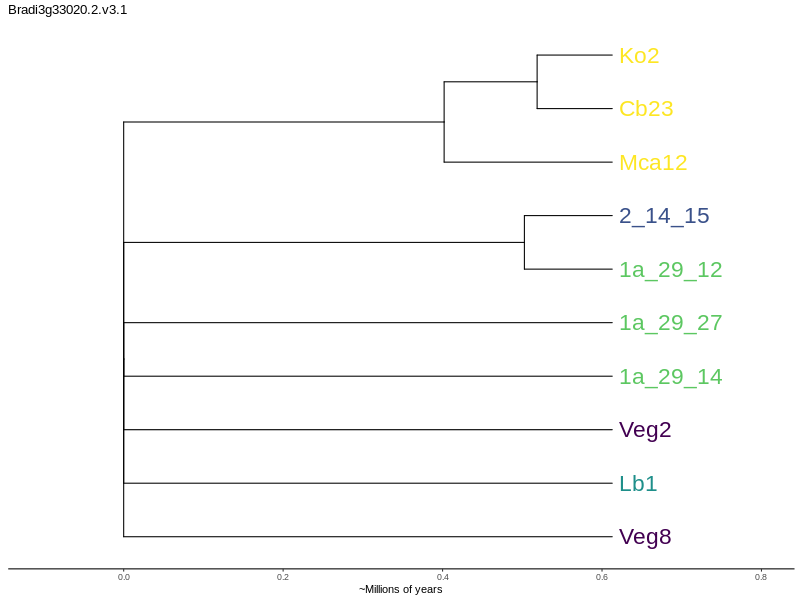 Bradi3g33020.2.v3.1
Ko2
Cb23
Mca12
2_14_15
1a_29_12
1a_29_27
1a_29_14
Veg2
Lb1
Veg8
0.0 0.2 0.4 0.6 0.8
~Millions of years